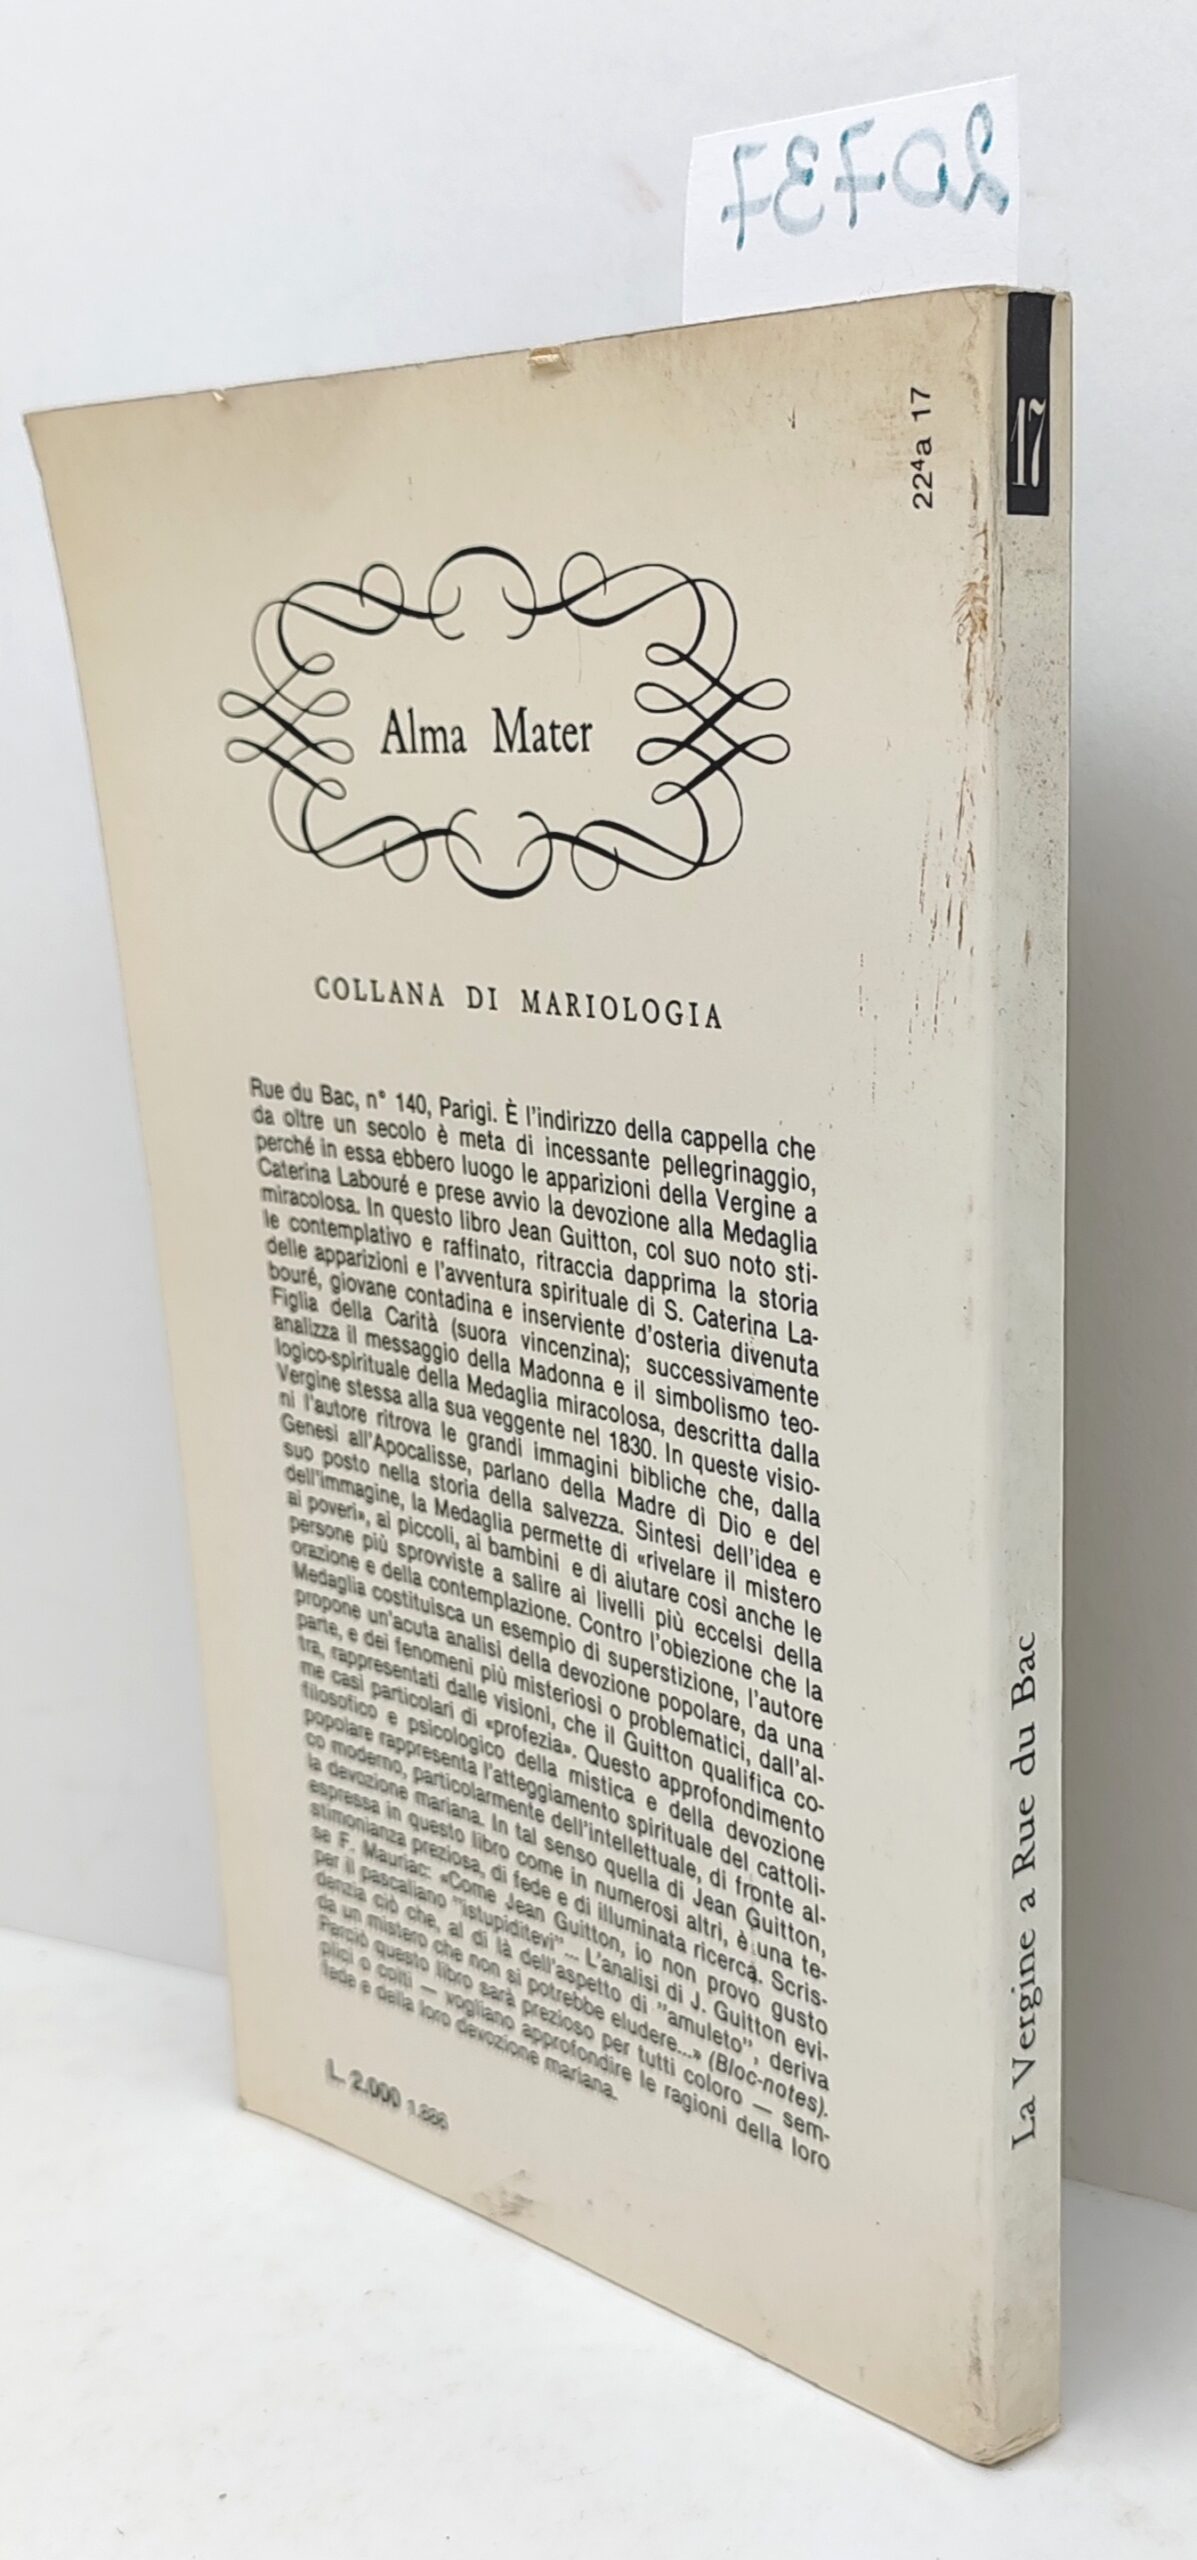 20737
22⁴a 17
17
Alma Mater
COLLANA DI MARIOLOGIA
Rue du Bac, n° 140, Parigi. È l'indirizzo della cappella che
da oltre un secolo è meta di incessante pellegrinaggio,
perché in essa ebbero luogo le apparizioni della Vergine a
Caterina Labouré e prese avvio la devozione alla Medaglia
miracolosa. In questo libro Jean Guitton, col suo noto sti-
le contemplativo e raffinato, ritraccia dapprima la storia
delle apparizioni e l'avventura spirituale di S. Caterina La-
bouré, giovane contadina e inserviente d'osteria divenuta
Figlia della Carità (suora vincenzina); successivamente
analizza il messaggio della Madonna e il simbolismo teo-
logico-spirituale della Medaglia miracolosa, descritta dalla
Vergine stessa alla sua veggente nel 1830. In queste visio-
ni l'autore ritrova le grandi immagini bibliche che, dalla
Genesi all'Apocalisse, parlano della Madre di Dio e del
suo posto nella storia della salvezza. Sintesi dell'idea e
dell'immagine, la Medaglia permette di «rivelare il mistero
ai poveri», ai piccoli, ai bambini e di aiutare così anche le
persone più sprovviste a salire ai livelli più eccelsi della
orazione e della contemplazione. Contro l'obiezione che la
Medaglia costituisca un esempio di superstizione, l'autore
propone un'acuta analisi della devozione popolare, da una
parte, e dei fenomeni più misteriosi o problematici, dall'al-
tra, rappresentati dalle visioni, che il Guitton qualifica co-
me casi particolari di «profezia». Questo approfondimento
filosofico e psicologico della mistica e della devozione
popolare rappresenta l'atteggiamento spirituale del cattoli-
co moderno, particolarmente dell'intellettuale, di fronte al-
la devozione mariana. In tal senso quella di Jean Guitton,
espressa in questo libro come in numerosi altri, è una te-
stimonianza preziosa, di fede e di illuminata ricerca. Scris-
se F. Mauriac: «Come Jean Guitton, io non provo gusto
per il pascaliano "istupiditevi"... L'analisi di J. Guitton evi-
denzia ciò che, al di là dell'aspetto di "amuleto", deriva
da un mistero che non si potrebbe eludere...» (Bloc-notes).
Perciò questo libro sarà prezioso per tutti coloro — sem-
plici o colti — vogliano approfondire le ragioni della loro
fede e della loro devozione mariana.
L. 2.000 1.886
La Vergine a Rue du Bac